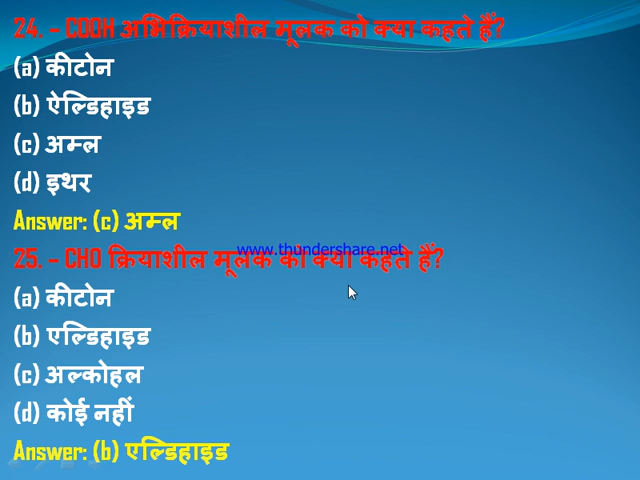 24. - COOH अभिक्रियाशील मूलक को क्या कहते हैं?
(a) कीटोन
(b) ऐल्डिहाइड
(c) अम्ल
(d) इथर
Answer: (c) अम्ल
www.thundershare.net
25. - CHO क्रियाशील मूलक को क्या कहते हैं?
(a) कीटोन
(b) एल्डिहाइड
(c) अल्कोहल
(d) कोई नहीं
Answer: (b) एल्डिहाइड